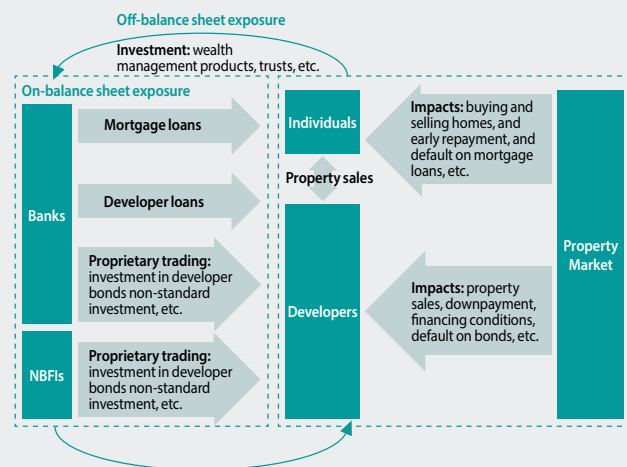 Off-balance sheet exposure
Investment: wealth
management products, trusts, etc.
On-balance sheet exposure
Banks
Mortgage loans
Developer loans
Proprietary trading:
investment in developer
bonds non-standard
investment, etc.
NBFIs
Proprietary trading:
investment in developer
bonds non-standard
investment, etc.
Individuals
Property sales
Developers
Impacts: buying and
selling homes, and
early repayment, and
default on mortgage
loans, etc.
Impacts: property
sales, downpayment,
financing conditions,
default on bonds, etc.
Property
Market